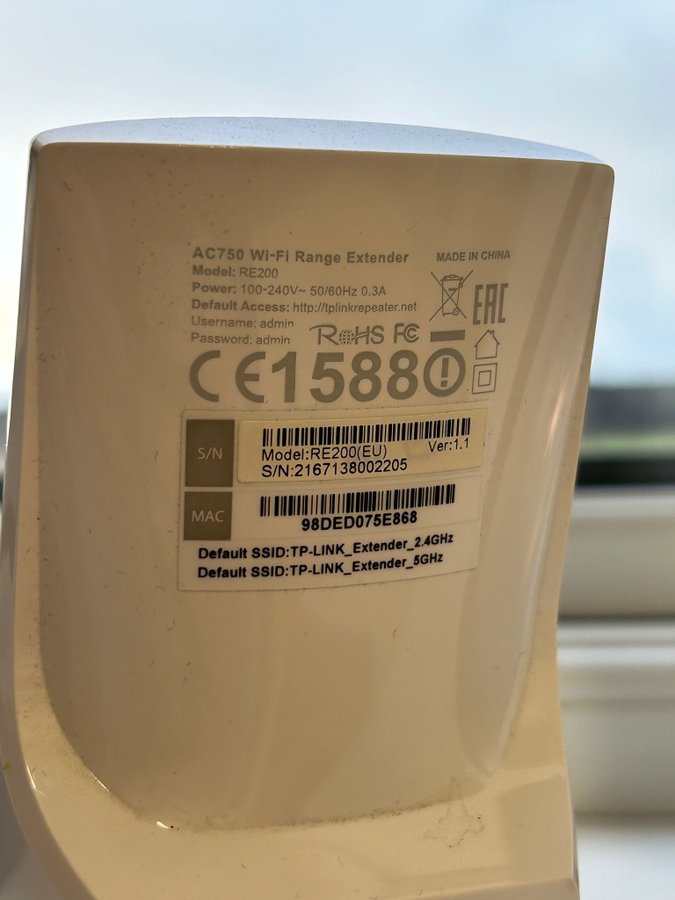 AC750 Wi-Fi Range Extender
MADE IN CHINA
Model: RE200
Power: 100-240V~ 50/60Hz 0.3A
Default Access: http://tplinkrepeater.net
Username: admin
Password: admin
RoHS FC EAC
CE1588
S/N
Model:RE200(EU) Ver:1.1
S/N:2167138002205
MAC
98DED075E868
Default SSID:TP-LINK_Extender_2.4GHz
Default SSID:TP-LINK_Extender_5GHz